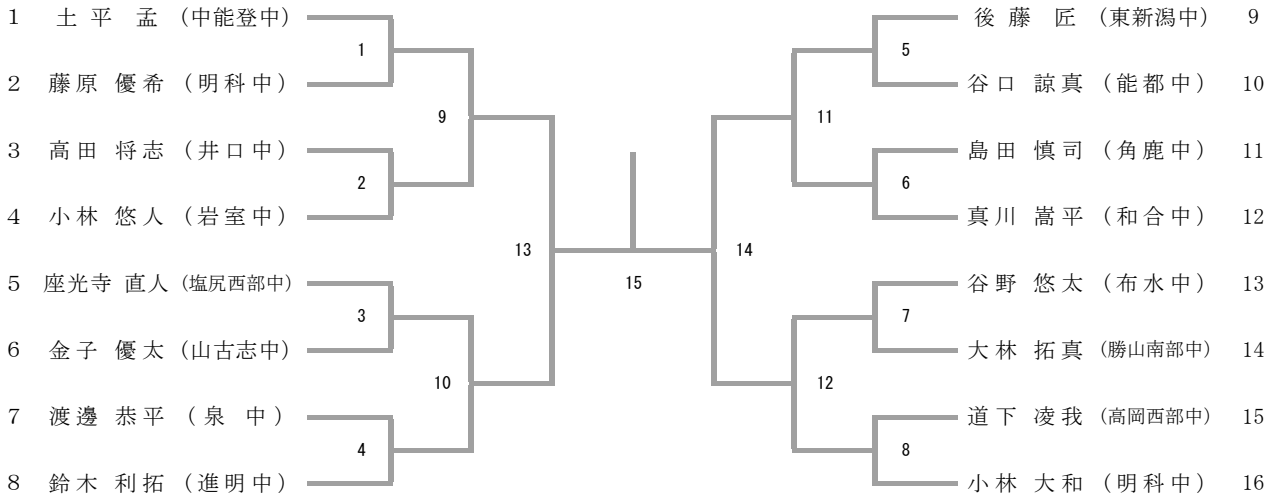 1 土平 孟 (中能登中)
1
2 藤原 優希 (明科中)
9
3 高田 将志 (井口中)
2
4 小林 悠人 (岩室中)
13
5 座光寺 直人 (塩尻西部中)
3
6 金子 優太 (山古志中)
10
7 渡邊 恭平 (泉 中)
4
8 鈴木 利拓 (進明中)
15
後藤 匠 (東新潟中) 9
5
谷口 諒真 (能都中) 10
11
島田 慎司 (角鹿中) 11
6
真川 嵩平 (和合中) 12
14
谷野 悠太 (布水中) 13
7
大林 拓真 (勝山南部中) 14
12
道下 凌我 (高岡西部中) 15
8
小林 大和 (明科中) 16